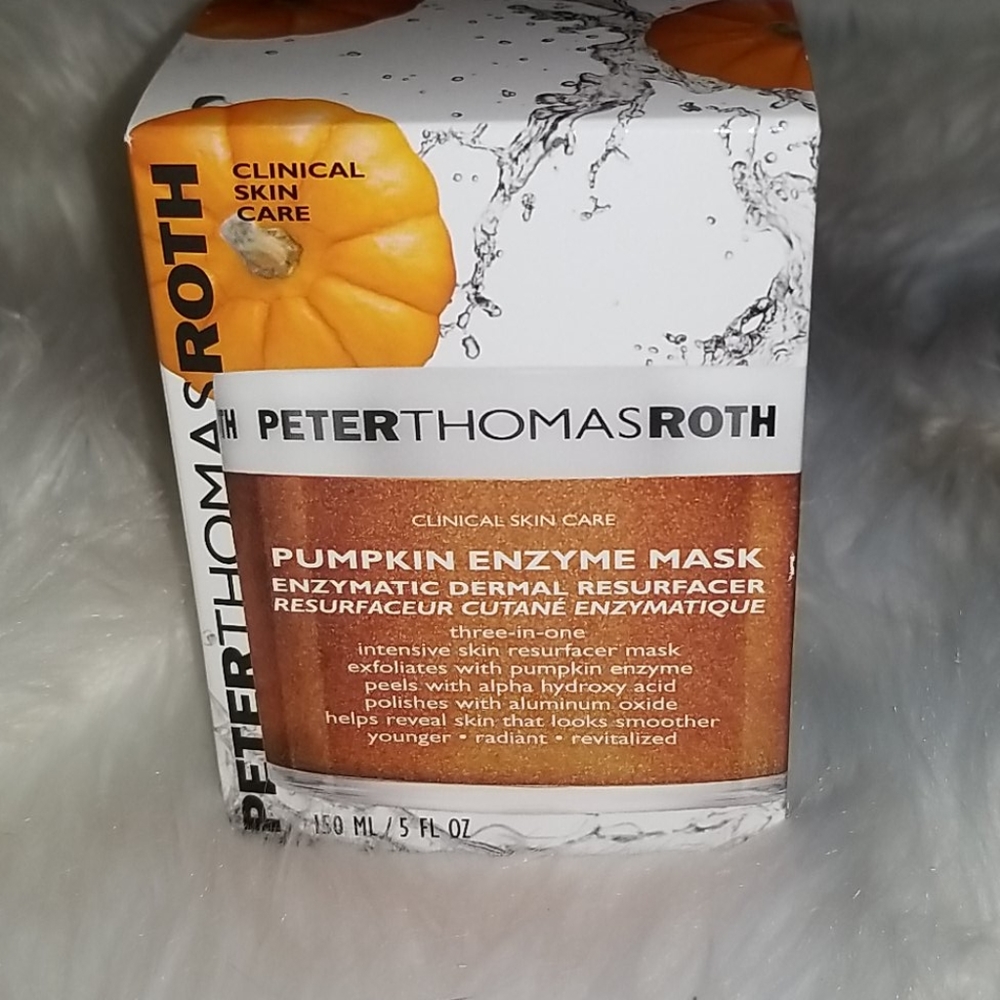 CLINICAL
SKIN
CARE
PETERTHOMASROTH
TH PETERTHOMASROTH
CLINICAL SKIN CARE
PUMPKIN ENZYME MASK
ENZYMATIC DERMAL RESURFACER
RESURFACEUR CUTANÉ ENZYMATIQUE
three-in-one
intensive skin resurfacer mask
exfoliates with pumpkin enzyme
peels with alpha hydroxy acid
polishes with aluminum oxide
helps reveal skin that looks smoother
younger • radiant • revitalized
150 ML / 5 FL OZ